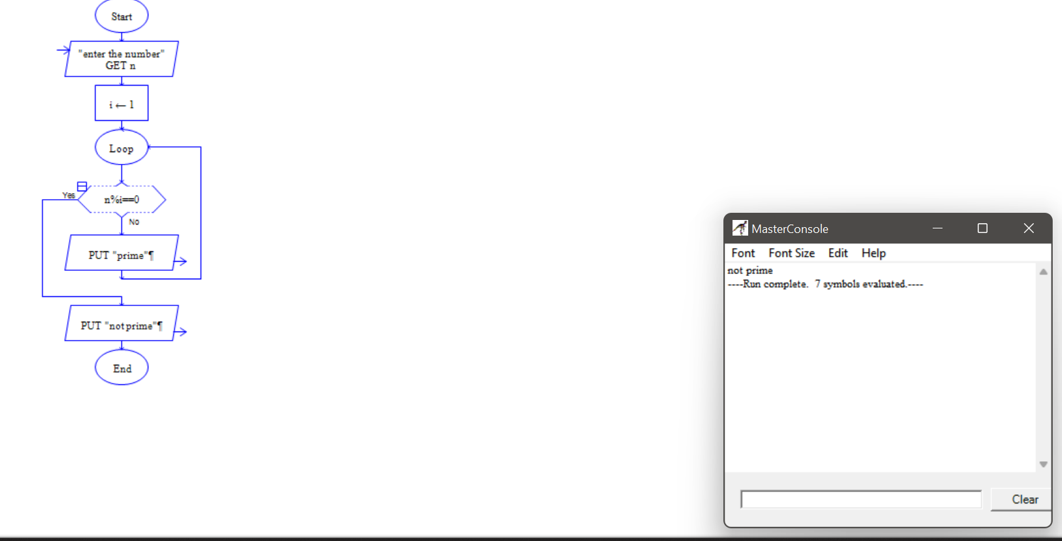 Start
"enter the number"
GET n
i ← 1
Loop
Yes
n%i==0
No
PUT "prime"¶
PUT "not prime"¶
End
MasterConsole
Font Font Size Edit Help
not prime
----Run complete. 7 symbols evaluated.----
Clear